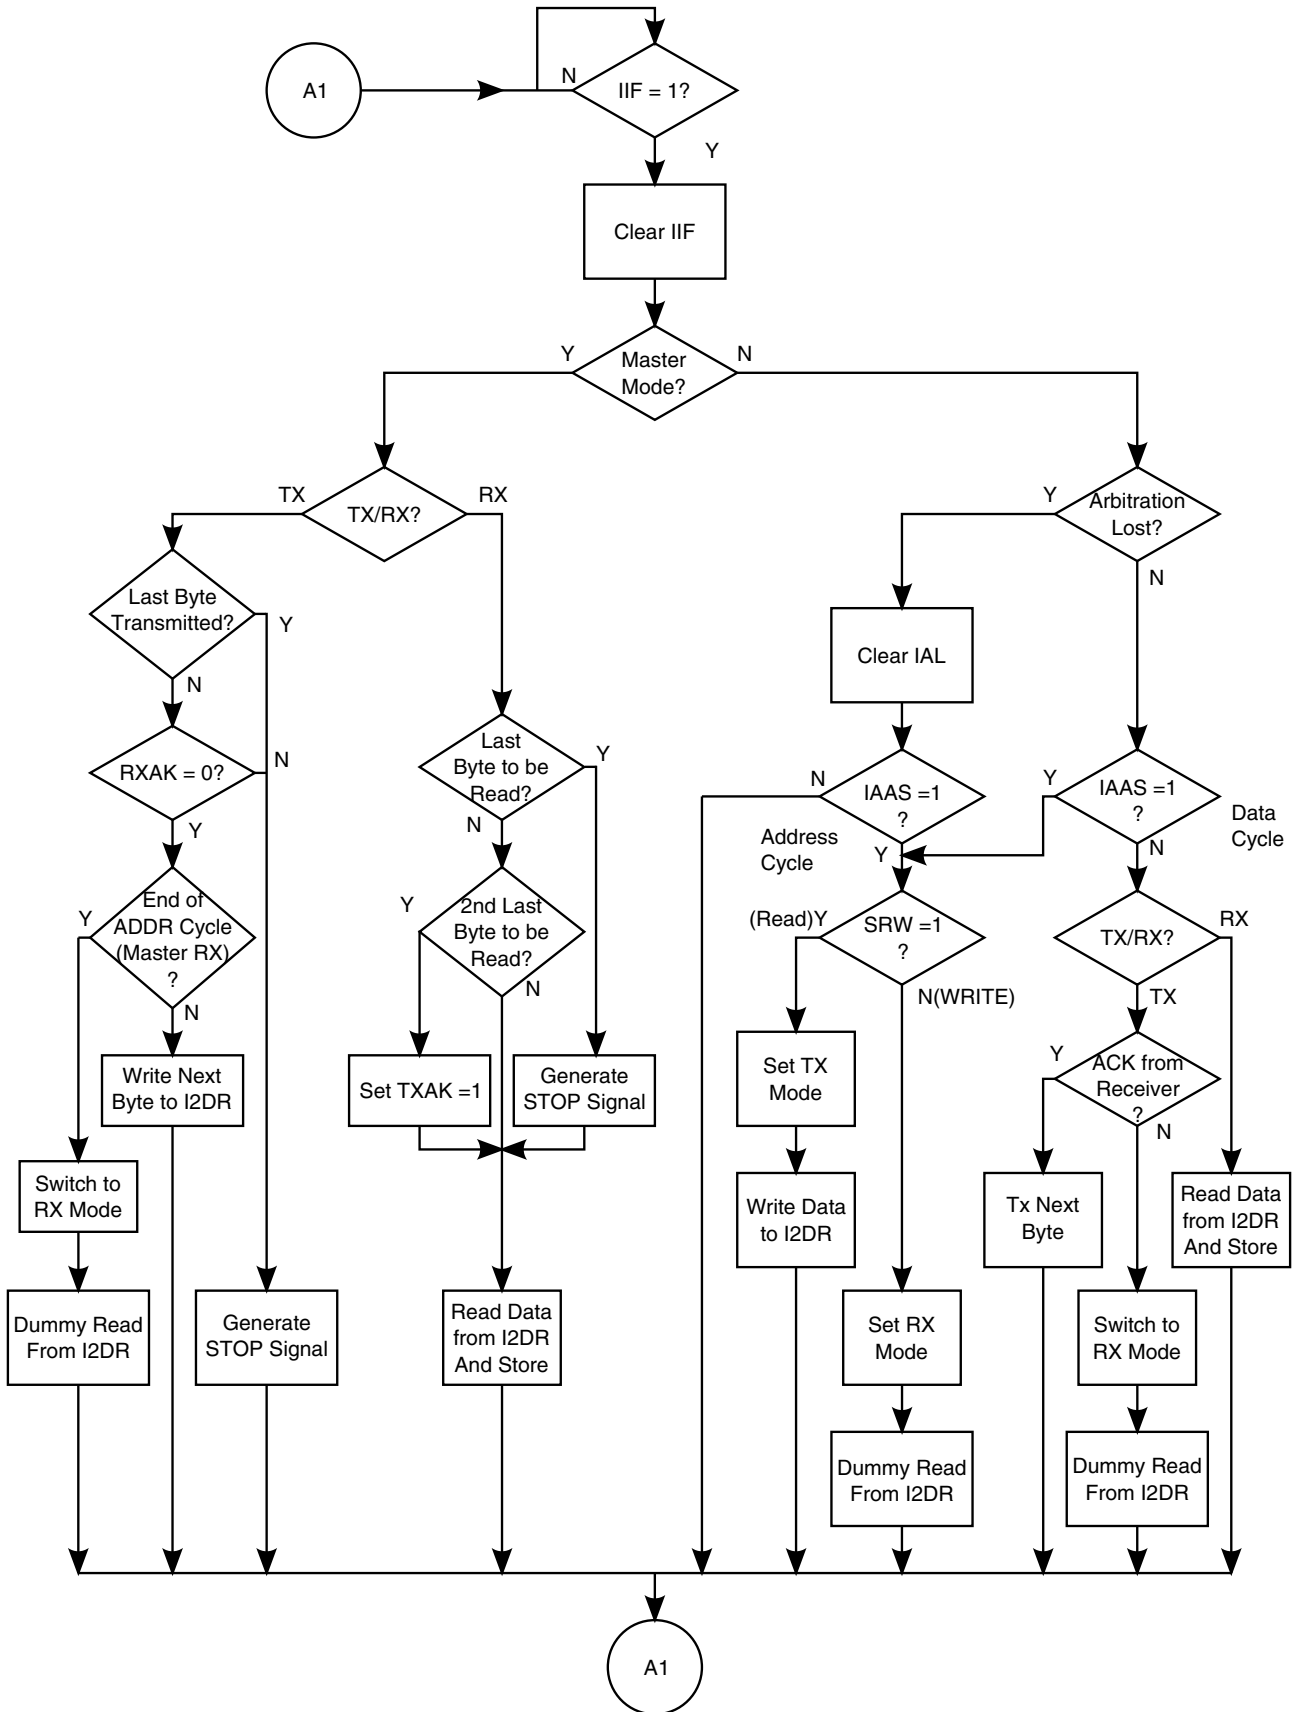 A1
N
IIF = 1?
Y
Clear IIF
Y
Master
Mode?
N
TX
TX/RX?
RX
Y
Arbitration
Lost?
N
Last Byte
Transmitted?
Y
N
Clear IAL
RXAK = 0?
N
Y
Last
Byte to be
Read?
Y
N
N
IAAS =1
?
Address
Cycle
Y
Y
IAAS =1
?
Data
Cycle
N
Y
End of
ADDR Cycle
(Master RX)
?
N
Y
2nd Last
Byte to be
Read?
N
(Read)Y
SRW =1
?
N(WRITE)
TX/RX?
RX
TX
Write Next
Byte to I2DR
Set TXAK =1
Generate
STOP Signal
Set TX
Mode
Y
ACK from
Receiver
?
N
Switch to
RX Mode
Write Data
to I2DR
Tx Next
Byte
Read Data
from I2DR
And Store
Dummy Read
From I2DR
Generate
STOP Signal
Read Data
from I2DR
And Store
Set RX
Mode
Switch to
RX Mode
Dummy Read
From I2DR
Dummy Read
From I2DR
A1